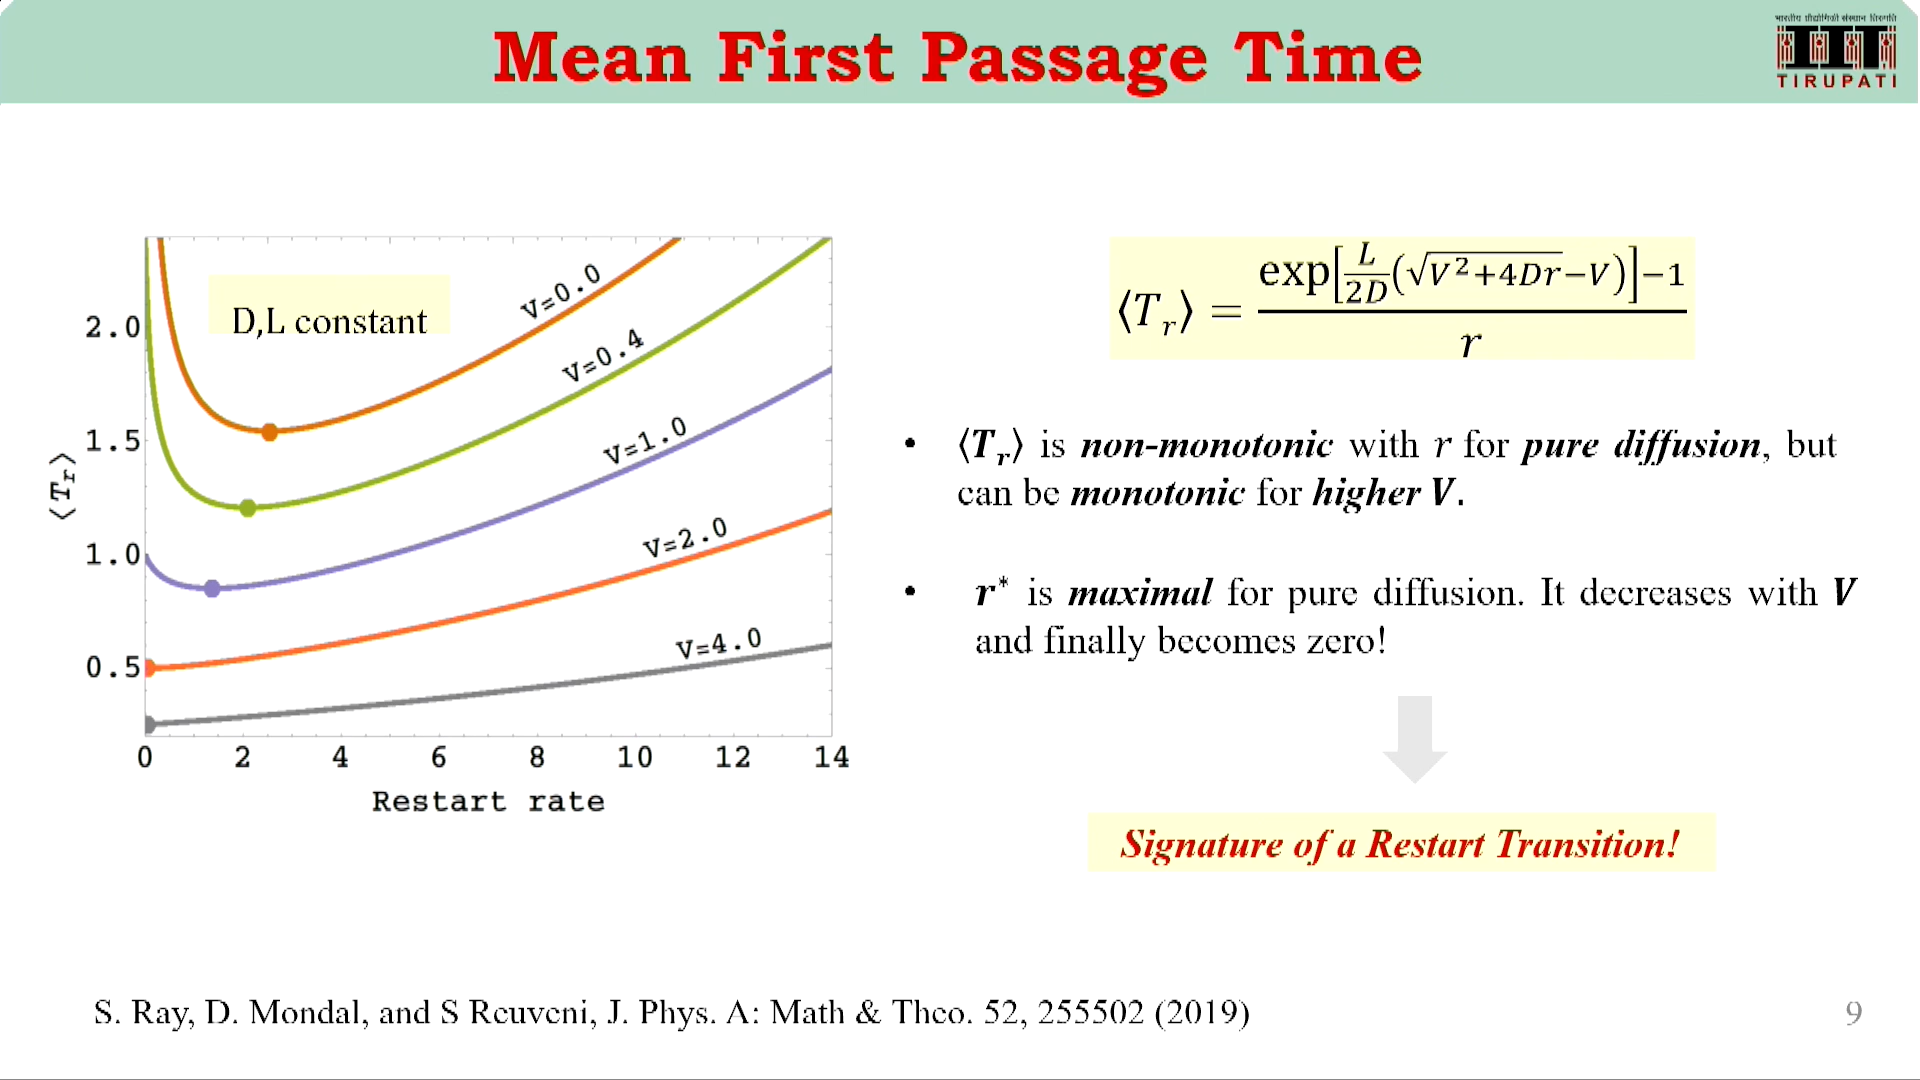 Mean First Passage Time
TIRUPATI
D,L constant
V=0.0
V=0.4
V=1.0
V=2.0
V=4.0
2.0
1.5
1.0
0.5
⟨Tr⟩
0 2 4 6 8 10 12 14
Restart rate
⟨T_r⟩ = (exp[L/2D(√(V²+4Dr)−V)]−1)/r
• ⟨T_r⟩ is non-monotonic with r for pure diffusion, but
can be monotonic for higher V.
• r* is maximal for pure diffusion. It decreases with V
and finally becomes zero!
Signature of a Restart Transition!
S. Ray, D. Mondal, and S Reuveni, J. Phys. A: Math & Theo. 52, 255502 (2019)
9